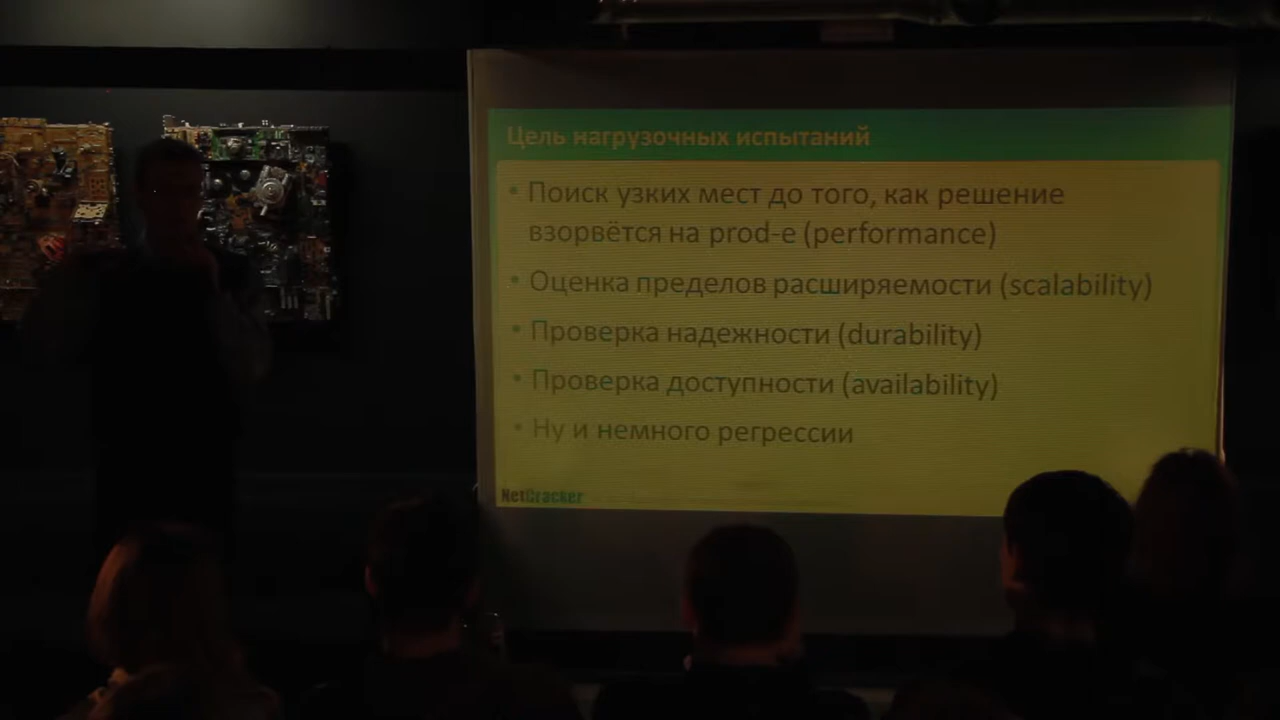 Цель нагрузочных испытаний
• Поиск узких мест до того, как решение
взорвётся на prod-е (performance)
• Оценка пределов расширяемости (scalability)
• Проверка надежности (durability)
• Проверка доступности (availability)
• Ну и немного регрессии
NetCracker